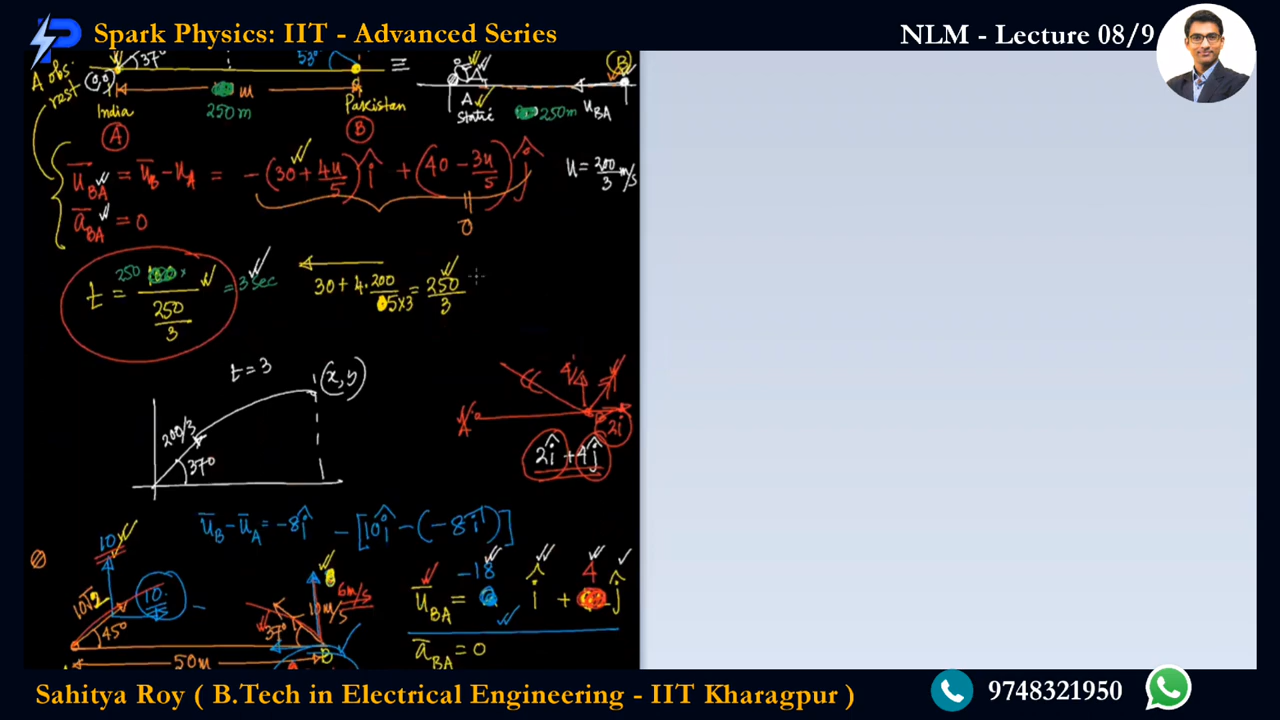 Spark Physics: IIT - Advanced Series
NLM - Lecture 08/9
A obs.
rest
(0,0)
37°
53°
≡
m
250m
India
Pakistan
A
B
A
static
250m
u_BA
B
u̅_BA = u̅_B - u_A = -(30 + 4u/5) î + (40 - 3u/5) ĵ
u = 200/3 m/s
a̅_BA = 0
0
t = 250 / (250/3) = 3 sec
30 + 4·200/5×3 = 250/3
t = 3
(x, y)
200/3
37°
4j
A
2i
2î + 4ĵ
u̅_B - u̅_A = -8î - [10î - (-8î)]
10
10√2
45°
10
6m/s
10m/s
37°
B
50m
u̅_BA = -18 î + 4 ĵ
a̅_BA = 0
Sahitya Roy ( B.Tech in Electrical Engineering - IIT Kharagpur )
9748321950